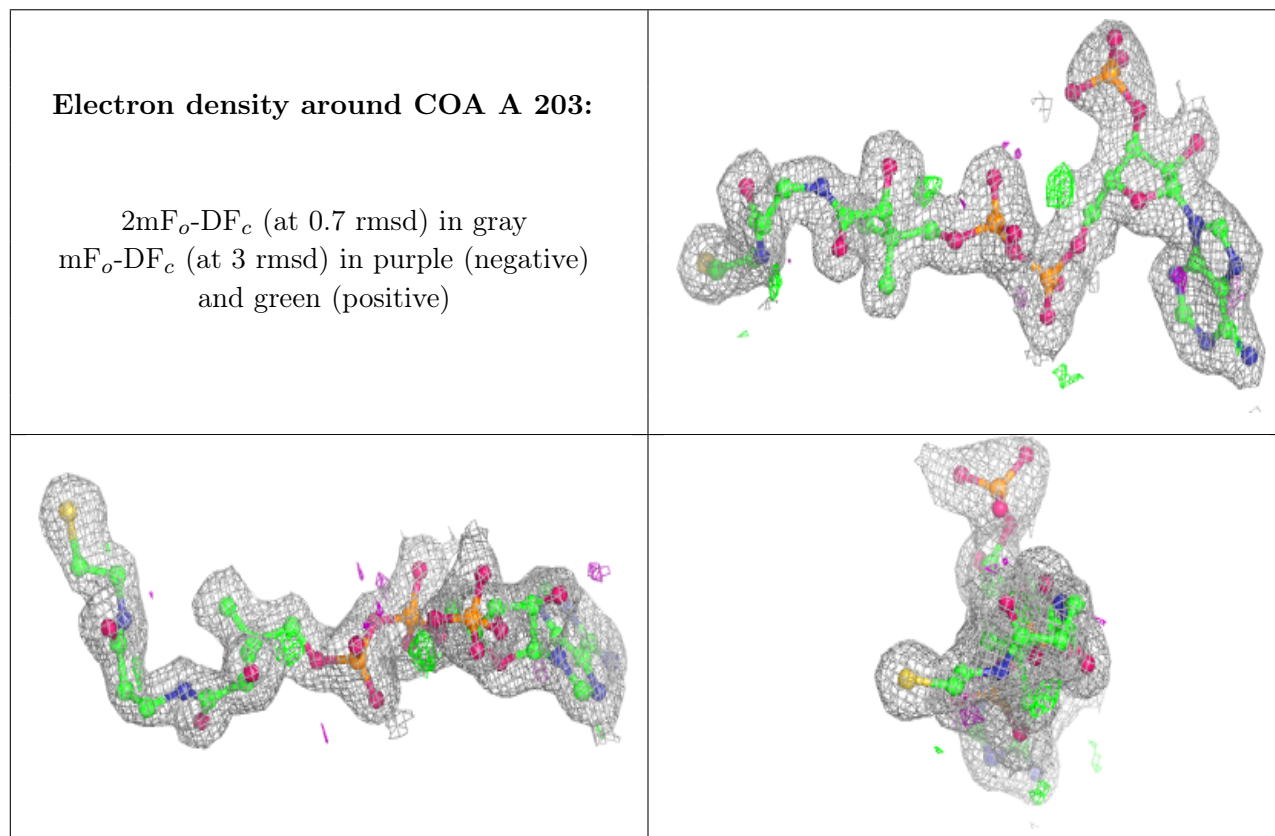 Electron density around COA A 203:
2mFo-DFc (at 0.7 rmsd) in gray
mFo-DFc (at 3 rmsd) in purple (negative)
and green (positive)